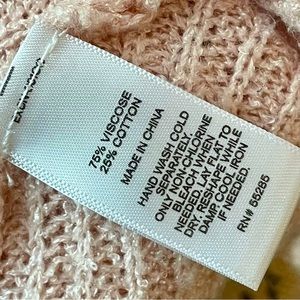 75% VISCOSE
25% COTTON
MADE IN CHINA
HAND WASH COLD
SEPARATELY.
ONLY NON-CHLORINE
BLEACH WHEN
NEEDED. LAY FLAT TO
DRY. RESHAPE WHILE
DAMP. COOL IRON
IF NEEDED.
RN# 55285